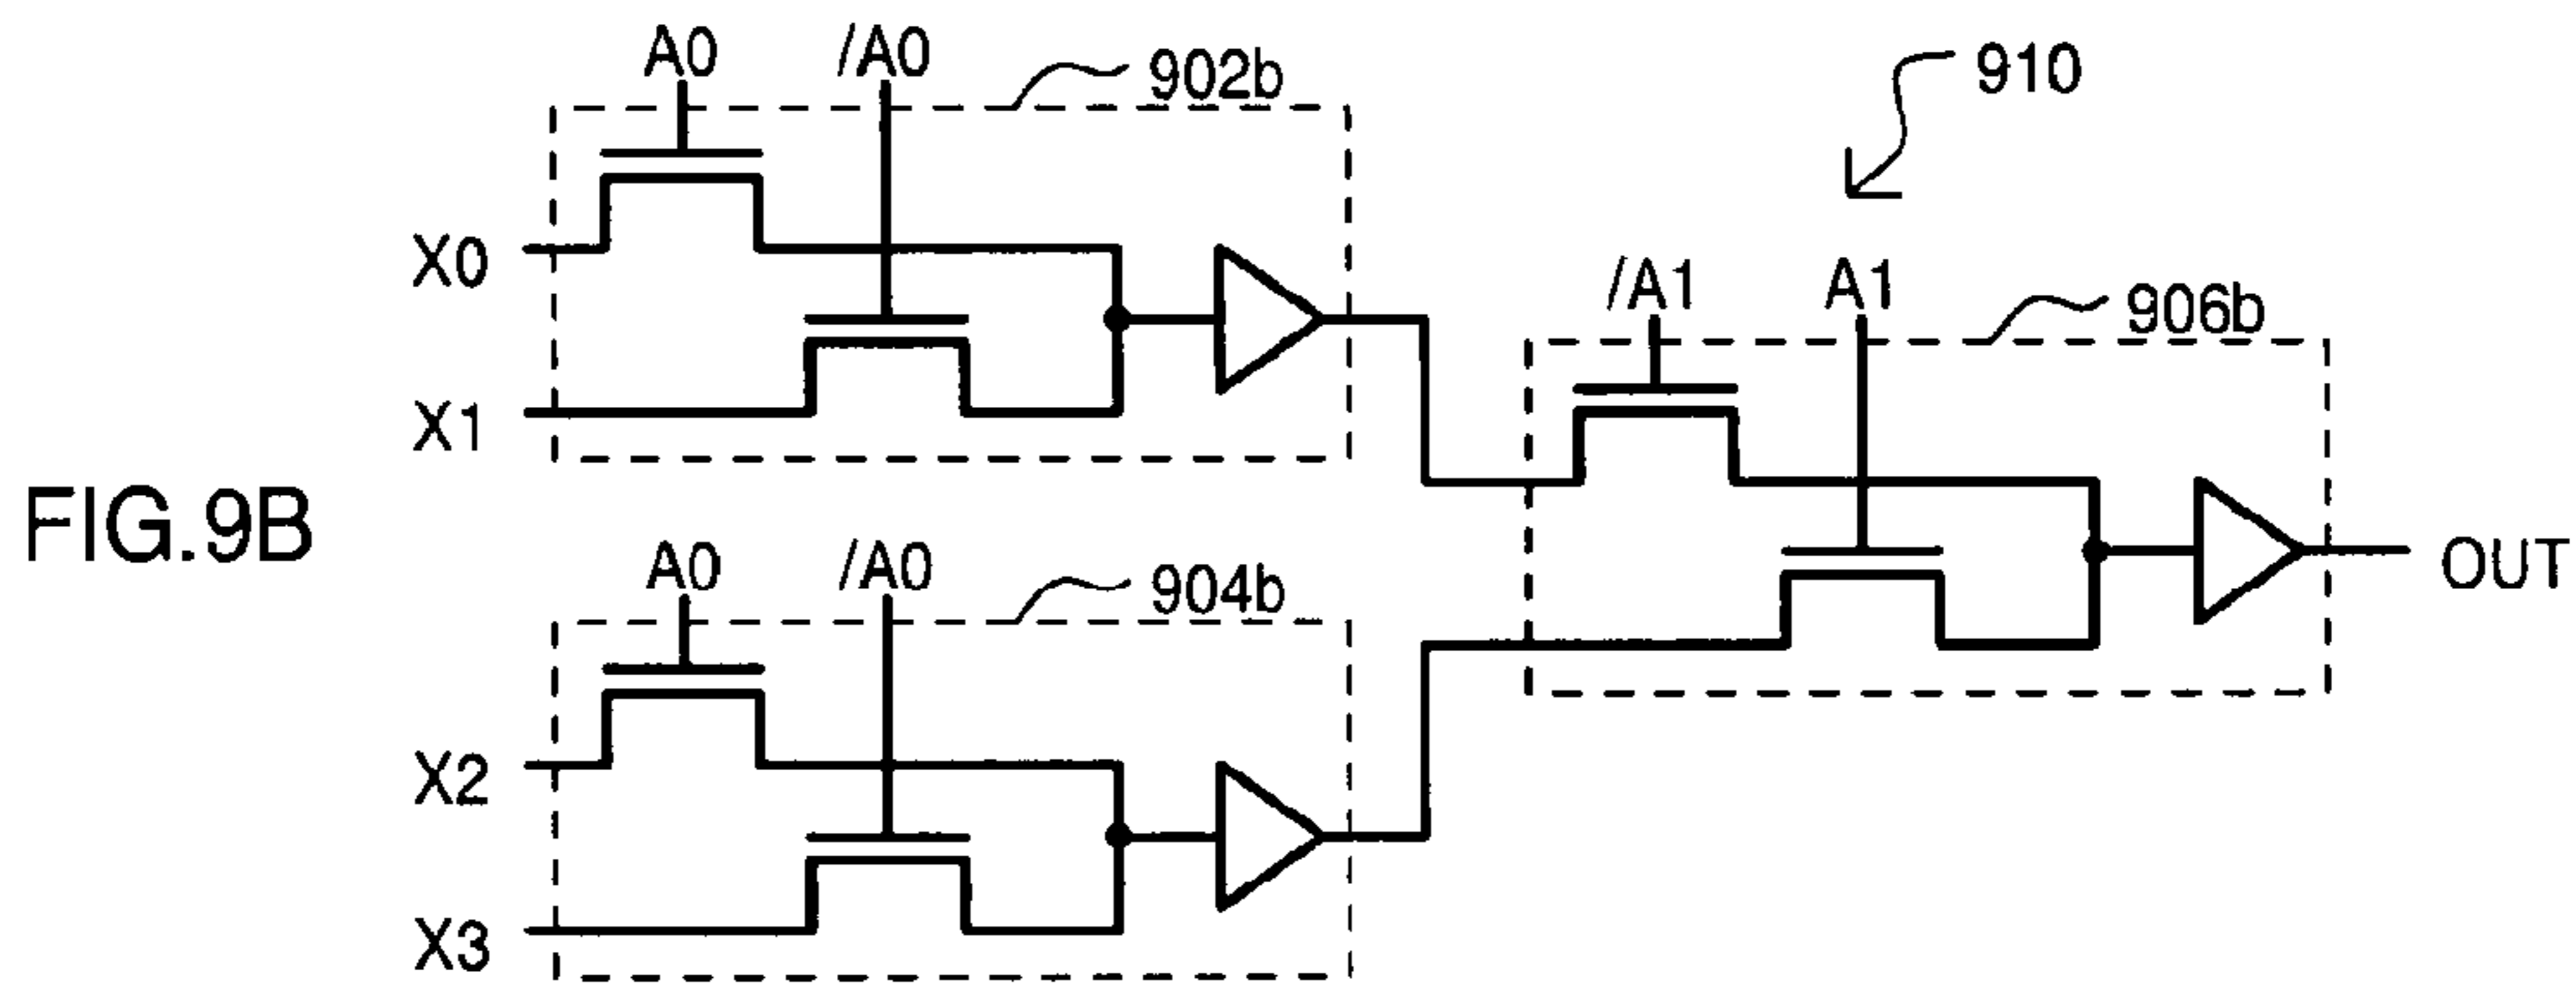 A0 /A0 902b 910
X0
/A1 A1 906b
X1
FIG.9B
A0 /A0 904b OUT
X2
X3